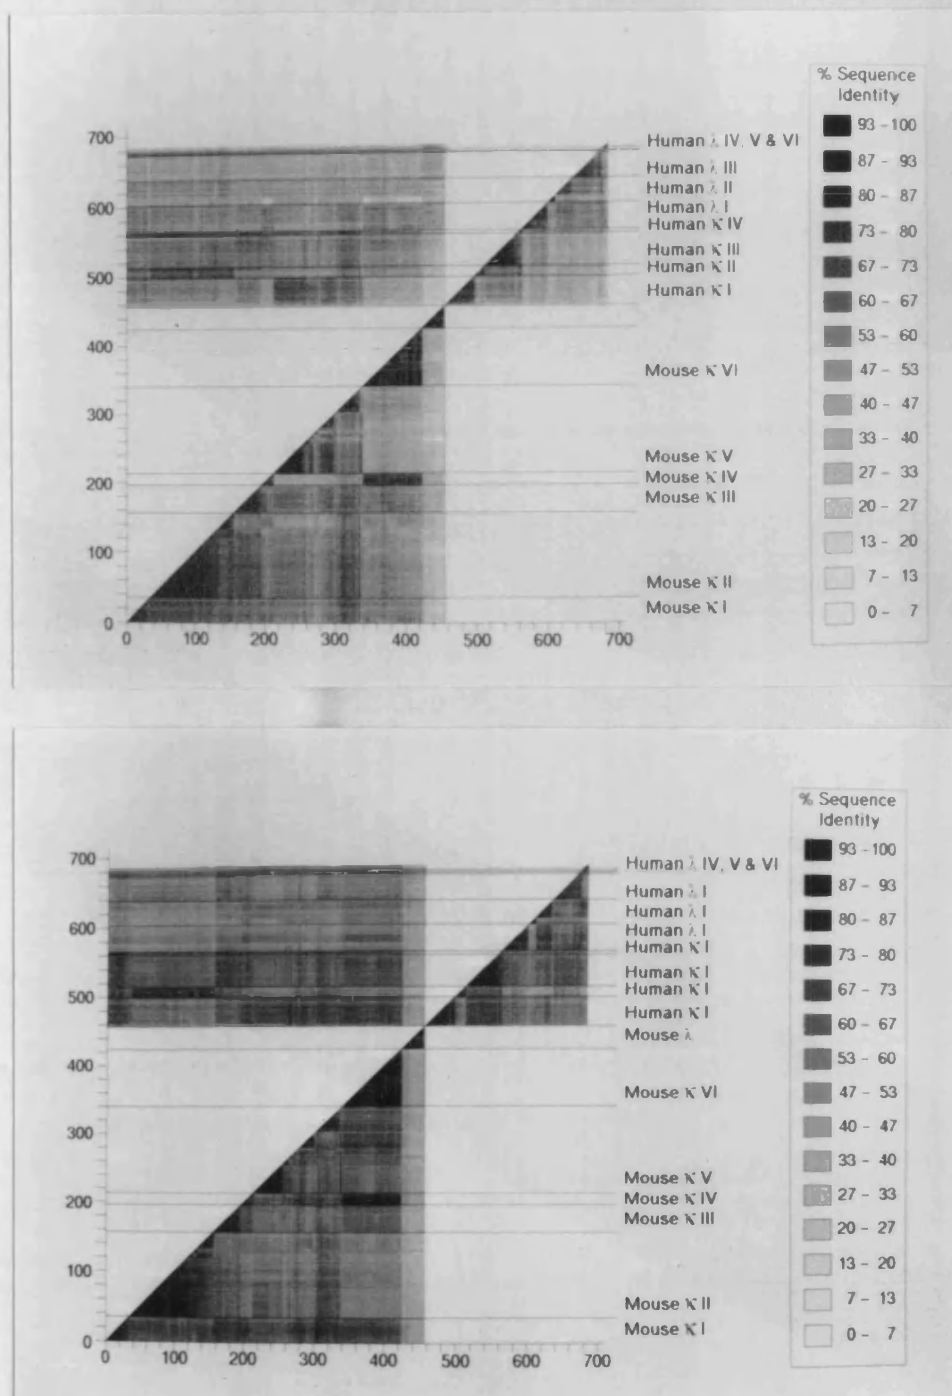 % Sequence
Identity
93 - 100
87 - 93
80 - 87
73 - 80
67 - 73
60 - 67
53 - 60
47 - 53
40 - 47
33 - 40
27 - 33
20 - 27
13 - 20
7 - 13
0 - 7
700
600
500
400
300
200
100
0
Human λ IV, V & VI
Human λ III
Human λ II
Human λ I
Human K IV
Human K III
Human K II
Human K I
Mouse K VI
Mouse K V
Mouse K IV
Mouse K III
Mouse K II
Mouse K I
0 100 200 300 400 500 600 700
% Sequence
Identity
93 - 100
87 - 93
80 - 87
73 - 80
67 - 73
60 - 67
53 - 60
47 - 53
40 - 47
33 - 40
27 - 33
20 - 27
13 - 20
7 - 13
0 - 7
700
600
500
400
300
200
100
0
Human λ IV, V & VI
Human λ I
Human λ I
Human λ I
Human K I
Human K I
Human K I
Human K I
Mouse λ
Mouse K VI
Mouse K V
Mouse K IV
Mouse K III
Mouse K II
Mouse K I
0 100 200 300 400 500 600 700